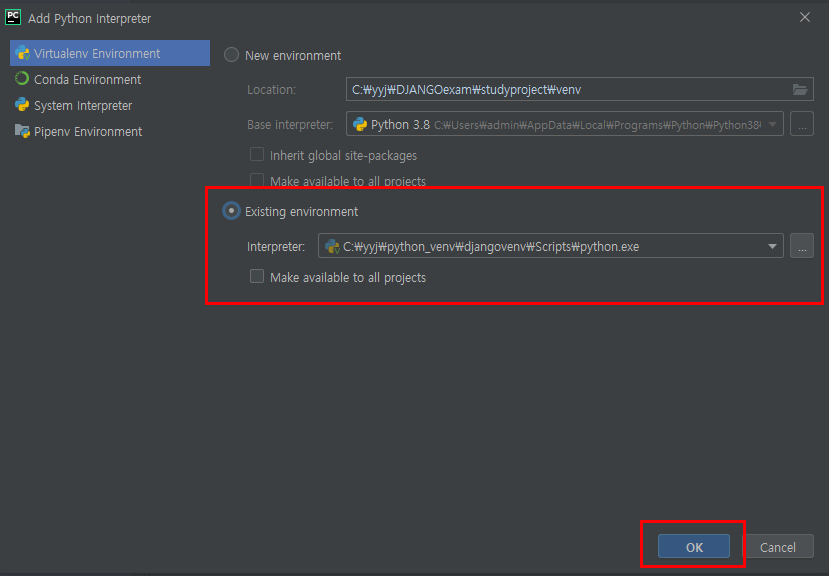 PC
Add Python Interpreter
Virtualenv Environment
Conda Environment
System Interpreter
Pipenv Environment
New environment
Location: C:₩yyj₩DJANGOexam₩studyproject₩venv
Base interpreter: Python 3.8 C:₩Users₩admin₩AppData₩Local₩Programs₩Python₩Python38₩ ...
Inherit global site-packages
Make available to all projects
Existing environment
Interpreter: C:₩yyj₩python_venv₩djangovenv₩Scripts₩python.exe ...
Make available to all projects
OK Cancel